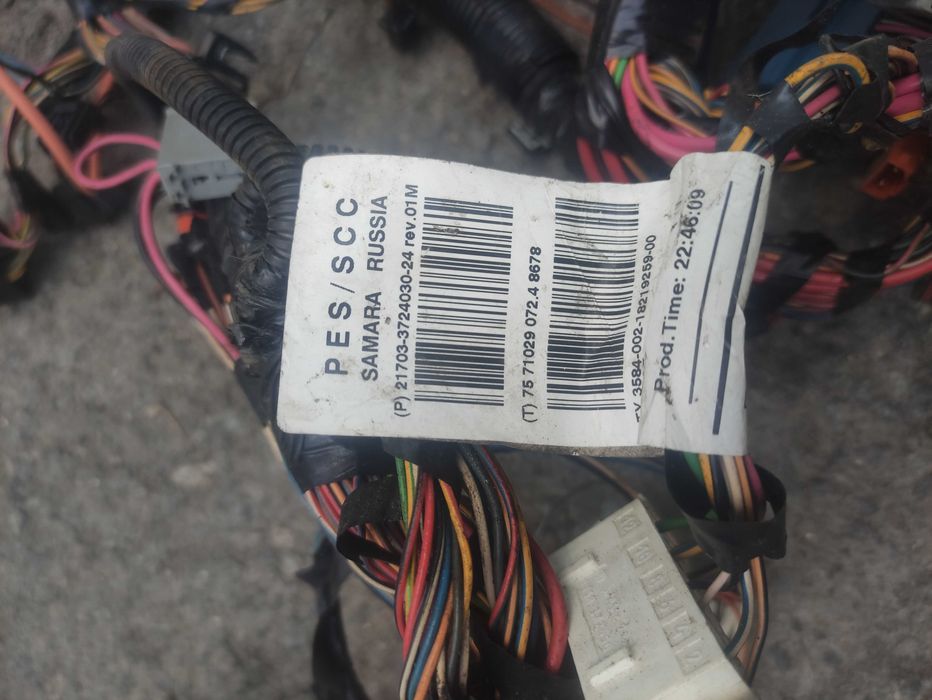 PES/SCC
SAMARA RUSSIA
(P) 21703-3724030-24 rev.01M
(T) 75 71029 072.4 8678
3584-002-18219259-00
Prod.Time: 22:46:09